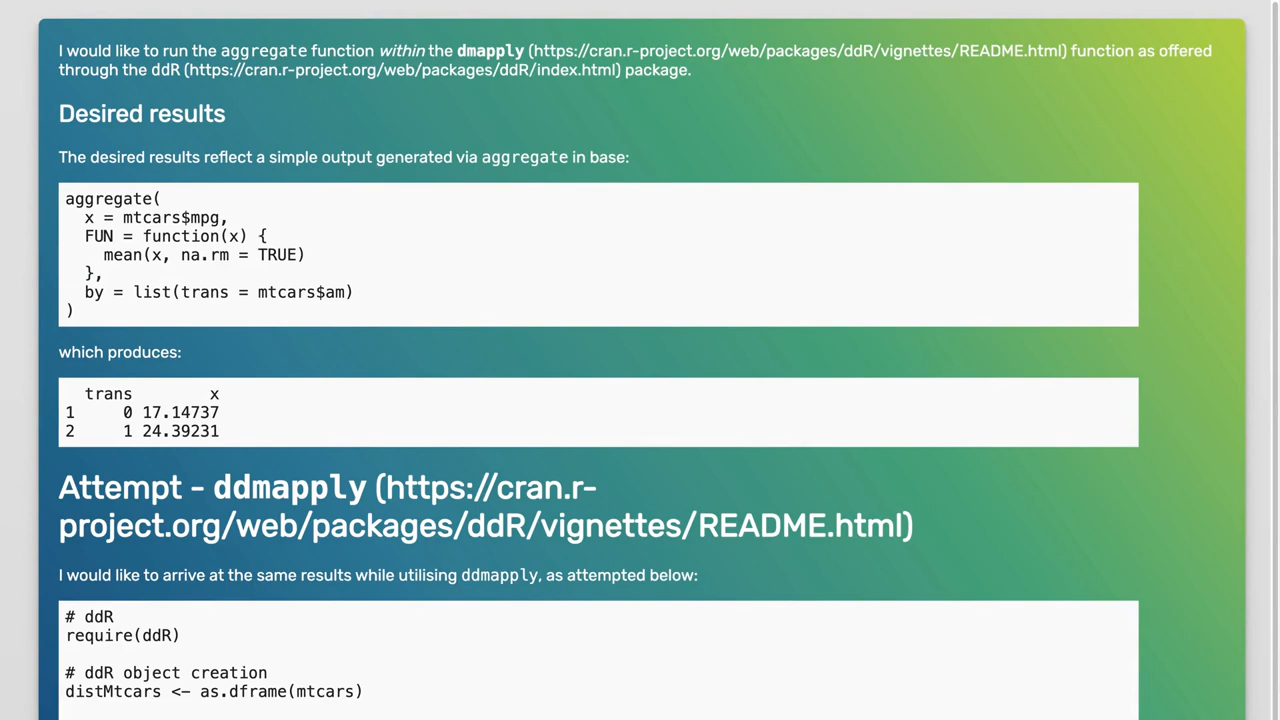 I would like to run the aggregate function within the dmapply (https://cran.r-project.org/web/packages/ddR/vignettes/README.html) function as offered
through the ddR (https://cran.r-project.org/web/packages/ddR/index.html) package.
Desired results
The desired results reflect a simple output generated via aggregate in base:
aggregate(
  x = mtcars$mpg,
  FUN = function(x) {
    mean(x, na.rm = TRUE)
  },
  by = list(trans = mtcars$am)
)
which produces:
  trans        x
1     0 17.14737
2     1 24.39231
Attempt - ddmapply (https://cran.r-
project.org/web/packages/ddR/vignettes/README.html)
I would like to arrive at the same results while utilising ddmapply, as attempted below:
# ddR
require(ddR)
# ddR object creation
distMtcars <- as.dframe(mtcars)